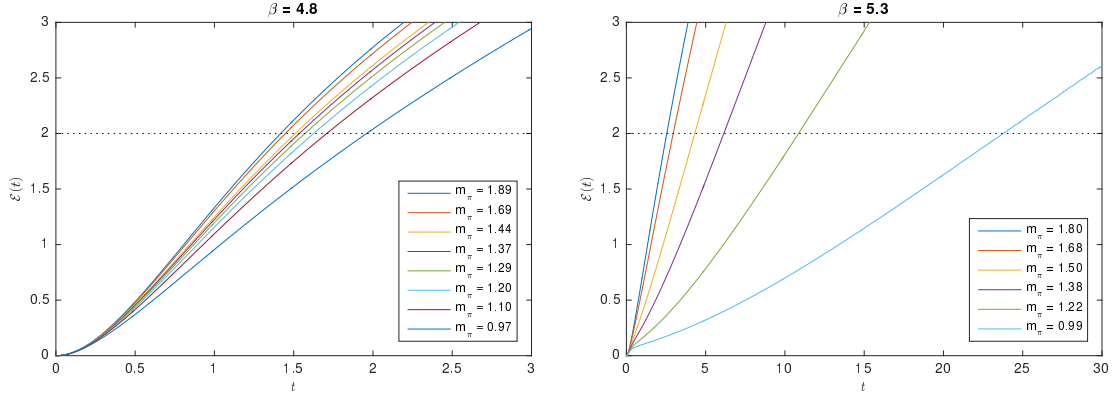 β = 4.8
3
2.5
2
1.5
1
0.5
0
ℰ(t)
0
0.5
1
1.5
2
2.5
3
t
m_π = 1.89
m_π = 1.69
m_π = 1.44
m_π = 1.37
m_π = 1.29
m_π = 1.20
m_π = 1.10
m_π = 0.97
β = 5.3
3
2.5
2
1.5
1
0.5
0
ℰ(t)
0
5
10
15
20
25
30
t
m_π = 1.80
m_π = 1.68
m_π = 1.50
m_π = 1.38
m_π = 1.22
m_π = 0.99